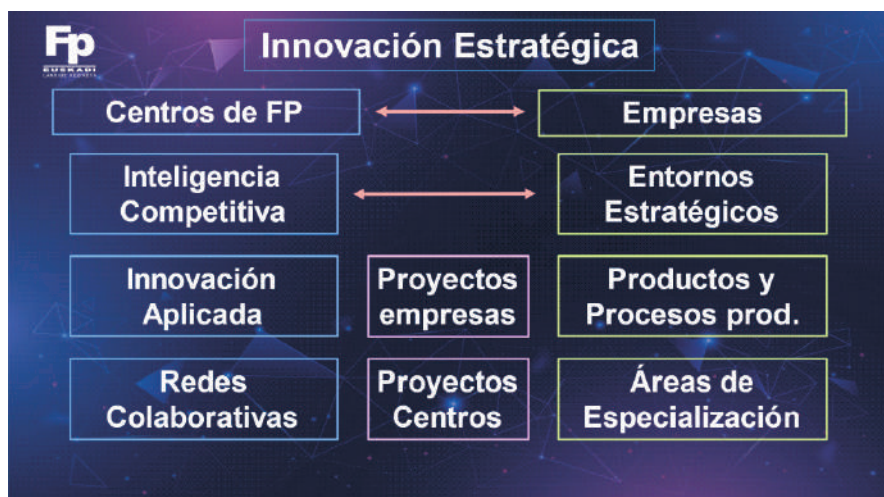 Fp
EUSKADI
Innovación Estratégica
Centros de FP
Empresas
Inteligencia
Competitiva
Entornos
Estratégicos
Innovación
Aplicada
Proyectos
empresas
Productos y
Procesos prod.
Redes
Colaborativas
Proyectos
Centros
Áreas de
Especialización